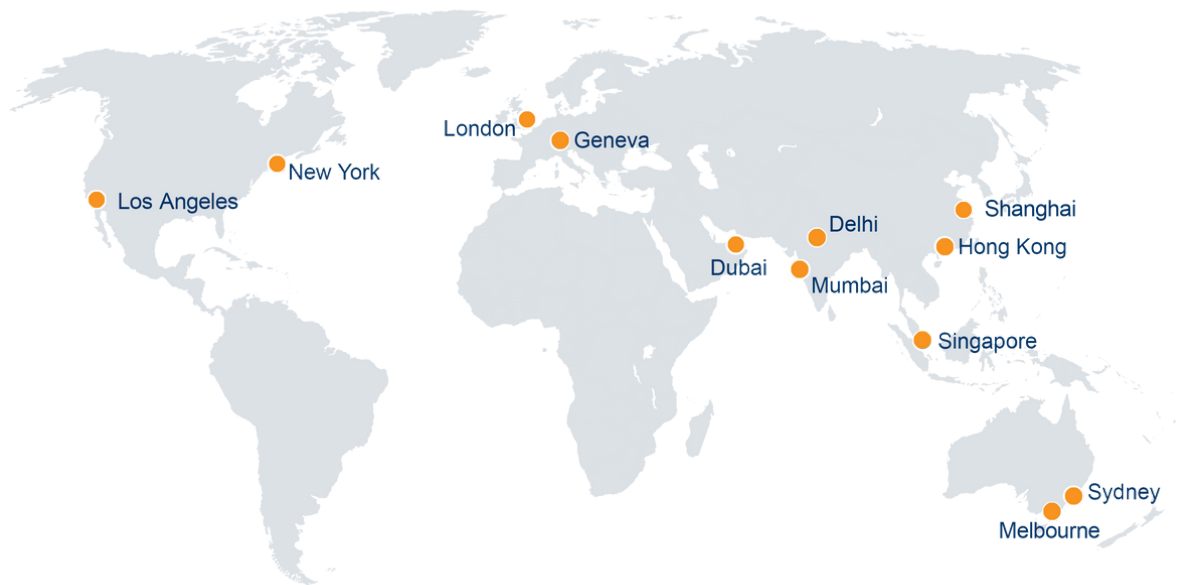 London
Geneva
New York
Los Angeles
Shanghai
Delhi
Hong Kong
Dubai
Mumbai
Singapore
Sydney
Melbourne